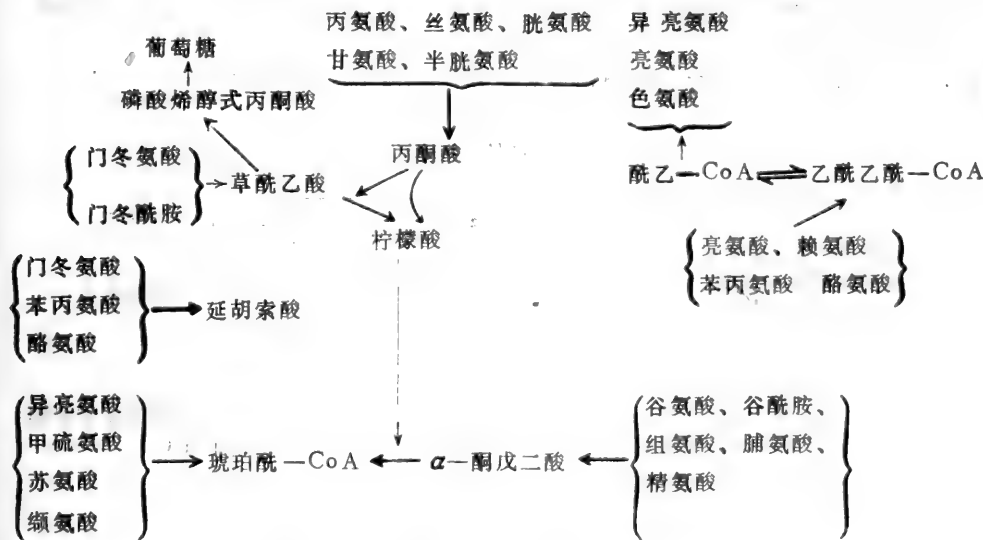 丙氨酸、丝氨酸、胱氨酸
甘氨酸、半胱氨酸
异亮氨酸
亮氨酸
色氨酸
葡萄糖
磷酸烯醇式丙酮酸
门冬氨酸
门冬酰胺
草酰乙酸
丙酮酸
柠檬酸
酰乙—CoA
乙酰乙酰—CoA
亮氨酸、赖氨酸
苯丙氨酸 酪氨酸
门冬氨酸
苯丙氨酸
酪氨酸
延胡索酸
异亮氨酸
甲硫氨酸
苏氨酸
缬氨酸
琥珀酰—CoA
α—酮戊二酸
谷氨酸、谷酰胺、
组氨酸、脯氨酸、
精氨酸